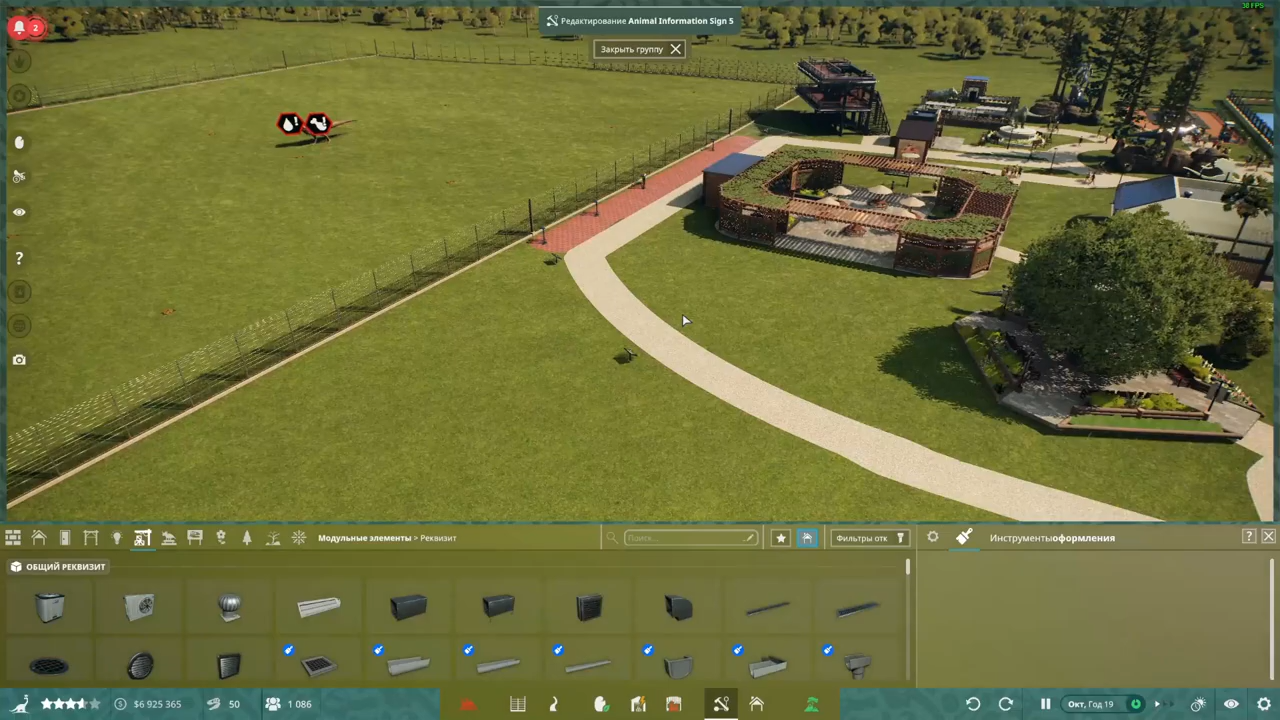 38 FPS
2
Редактирование Animal Information Sign 5
Закрыть группу
?
Модульные элементы > Реквизит
Поиск...
Фильтры отк
Инструментыоформления
?
ОБЩИЙ РЕКВИЗИТ
$6 925 365
50
1 086
Окт, Год 19